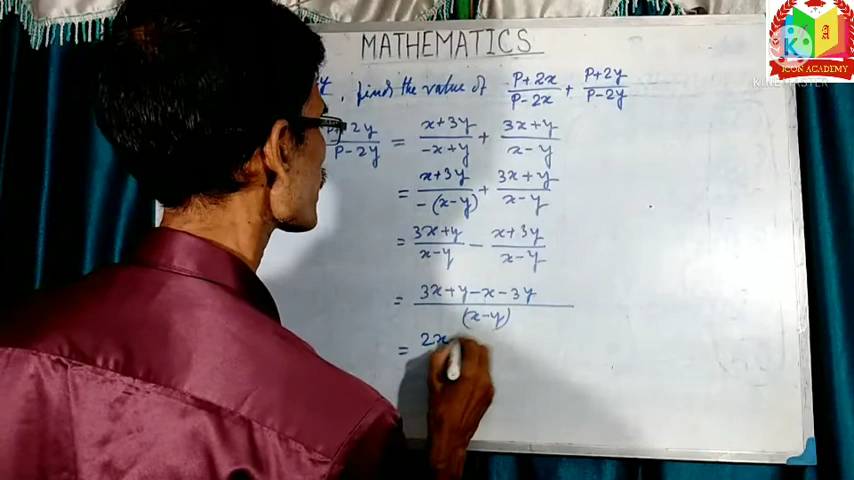 MATHEMATICS
y, find the value of (P+2x)/(P-2x) + (P+2y)/(P-2y)
P+2y/P-2y = (x+3y)/(-x+y) + (3x+y)/(x-y)
= (x+3y)/(-(x-y)) + (3x+y)/(x-y)
= (3x+y)/(x-y) - (x+3y)/(x-y)
= (3x+y-x-3y)/(x-y)
= 2x
K
A
ICON ACADEMY
KINEMASTER